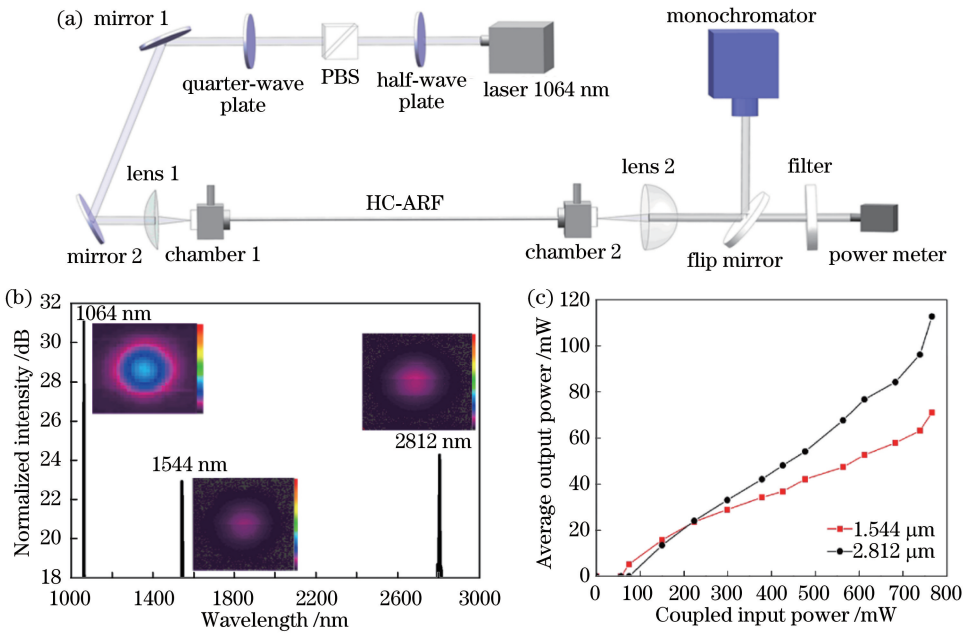 (a)
mirror 1
quarter-wave
plate
PBS
half-wave
plate
laser 1064 nm
monochromator
lens 1
mirror 2
chamber 1
HC-ARF
chamber 2
lens 2
flip mirror
filter
power meter
(b)
Normalized intensity /dB
32
30
28
26
24
22
20
18
1064 nm
1544 nm
2812 nm
1000 1400 1800 2200 2600 3000
Wavelength /nm
(c)
Average output power /mW
120
100
80
60
40
20
0
1.544 μm
2.812 μm
0 100 200 300 400 500 600 700 800
Coupled input power /mW